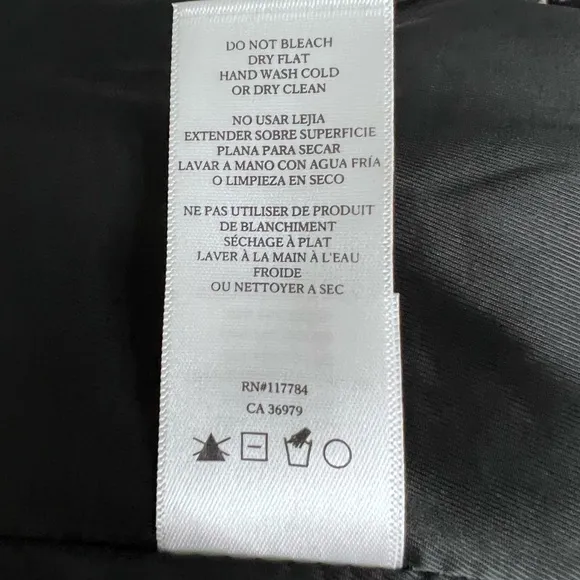 DO NOT BLEACH
DRY FLAT
HAND WASH COLD
OR DRY CLEAN
NO USAR LEJIA
EXTENDER SOBRE SUPERFICIE
PLANA PARA SECAR
LAVAR A MANO CON AGUA FRÍA
O LIMPIEZA EN SECO
NE PAS UTILISER DE PRODUIT
DE BLANCHIMENT
SÉCHAGE À PLAT
LAVER À LA MAIN À L'EAU
FROIDE
OU NETTOYER A SEC
RN#117784
CA 36979